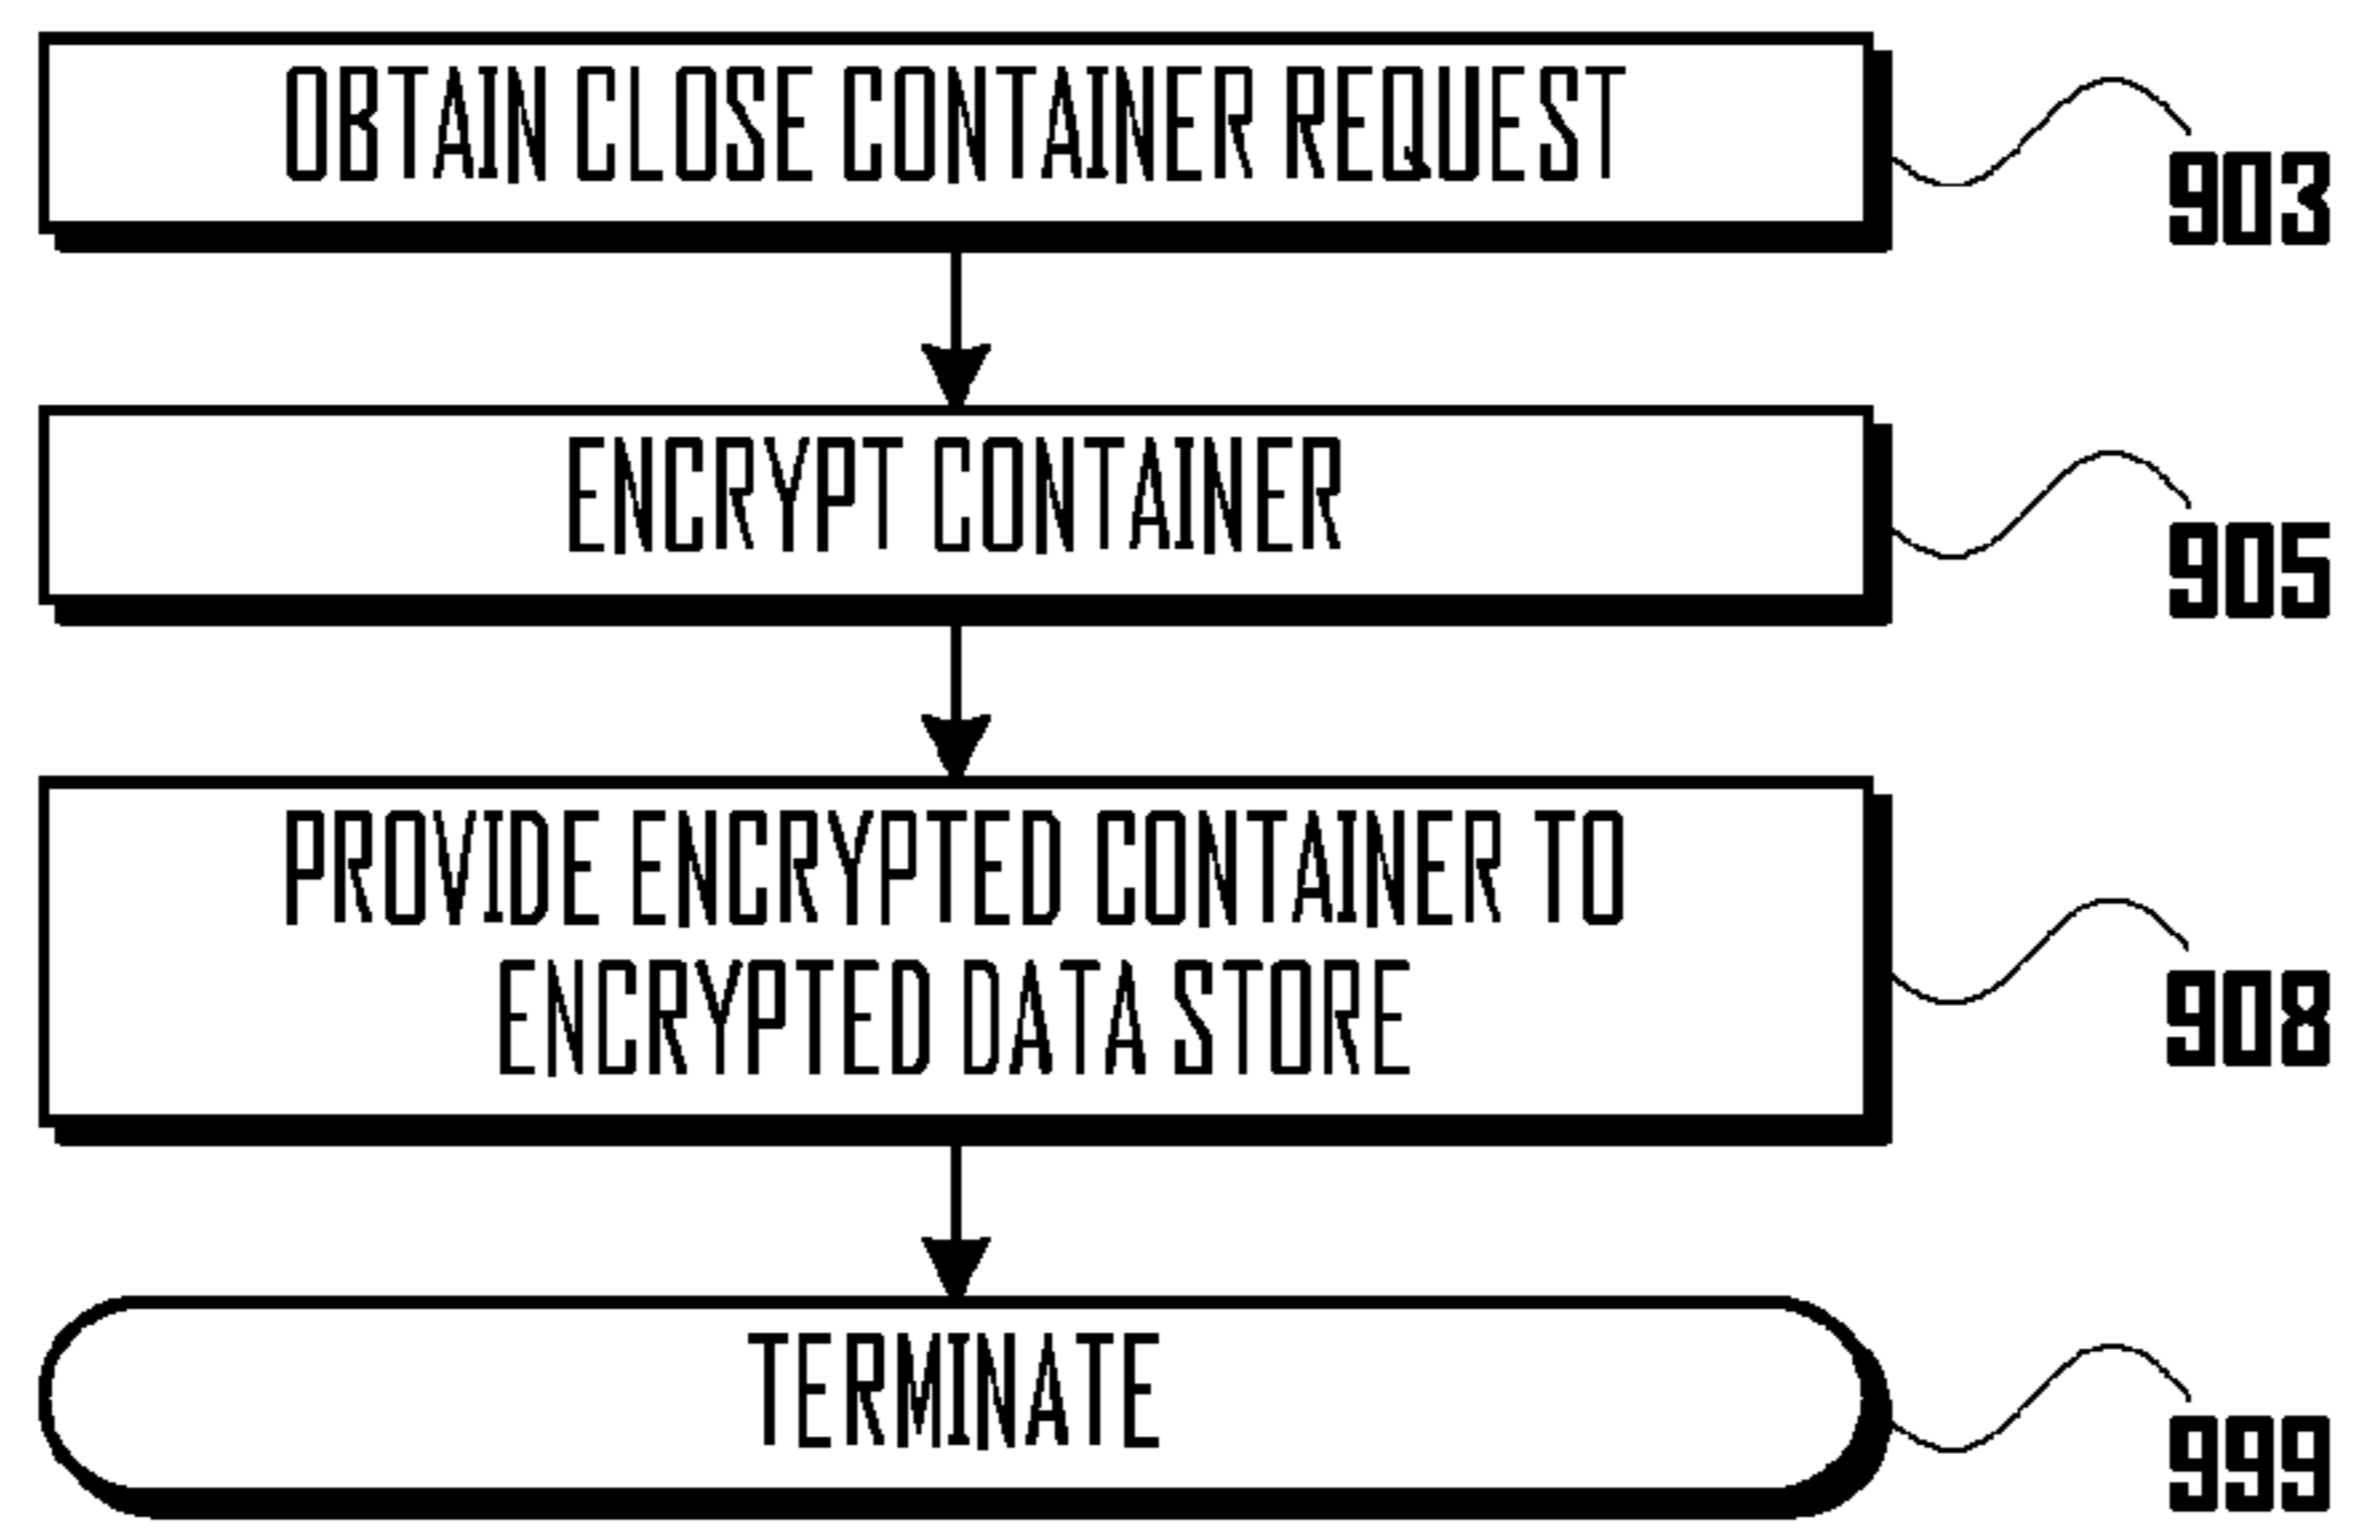 OBTAIN CLOSE CONTAINER REQUEST
903
ENCRYPT CONTAINER
905
PROVIDE ENCRYPTED CONTAINER TO
ENCRYPTED DATA STORE
908
TERMINATE
999